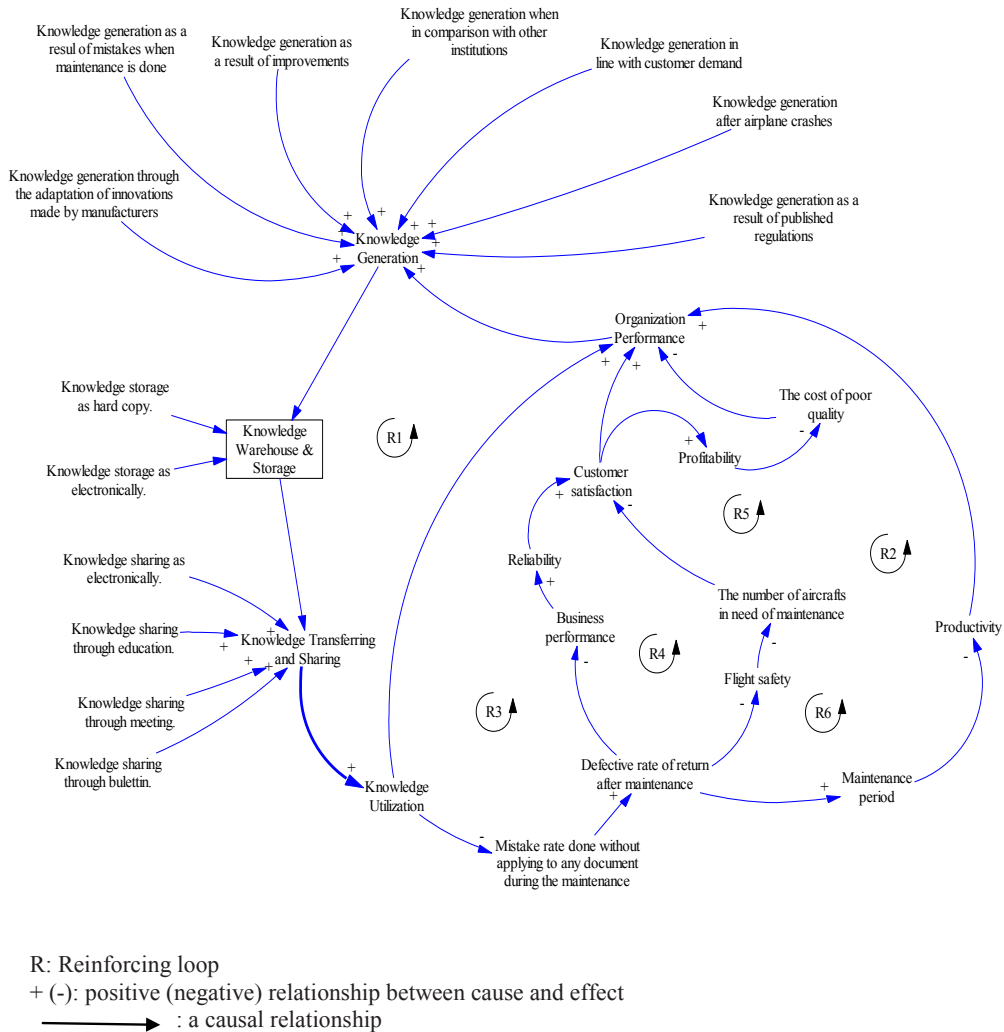 Knowledge generation as a
resul of mistakes when
maintenance is done
Knowledge generation as
a result of improvements
Knowledge generation when
in comparison with other
institutions
Knowledge generation in
line with customer demand
Knowledge generation
after airplane crashes
Knowledge generation through
the adaptation of innovations
made by manufacturers
Knowledge generation as a
result of published
regulations
+
+
+
+
+
+
+
+
Knowledge
Generation
Organization
Performance
+
+
+
-
Knowledge storage
as hard copy.
The cost of poor
quality
-
Knowledge
Warehouse &
Storage
R1
Knowledge storage as
electronically.
+
Profitability
Customer
satisfaction
+
-
R5
R2
Knowledge sharing as
electronically.
Reliability
+
The number of aircrafts
in need of maintenance
-
Knowledge sharing
through education.
+
+
+
+
Knowledge Transferring
and Sharing
Business
performance
-
R4
Productivity
-
Flight safety
-
Knowledge sharing
through meeting.
R3
R6
Knowledge sharing
through bulettin.
+
Knowledge
Utilization
Defective rate of return
after maintenance
+
+
Maintenance
period
-
Mistake rate done without
applying to any document
during the maintenance
R: Reinforcing loop
+ (-): positive (negative) relationship between cause and effect
: a causal relationship